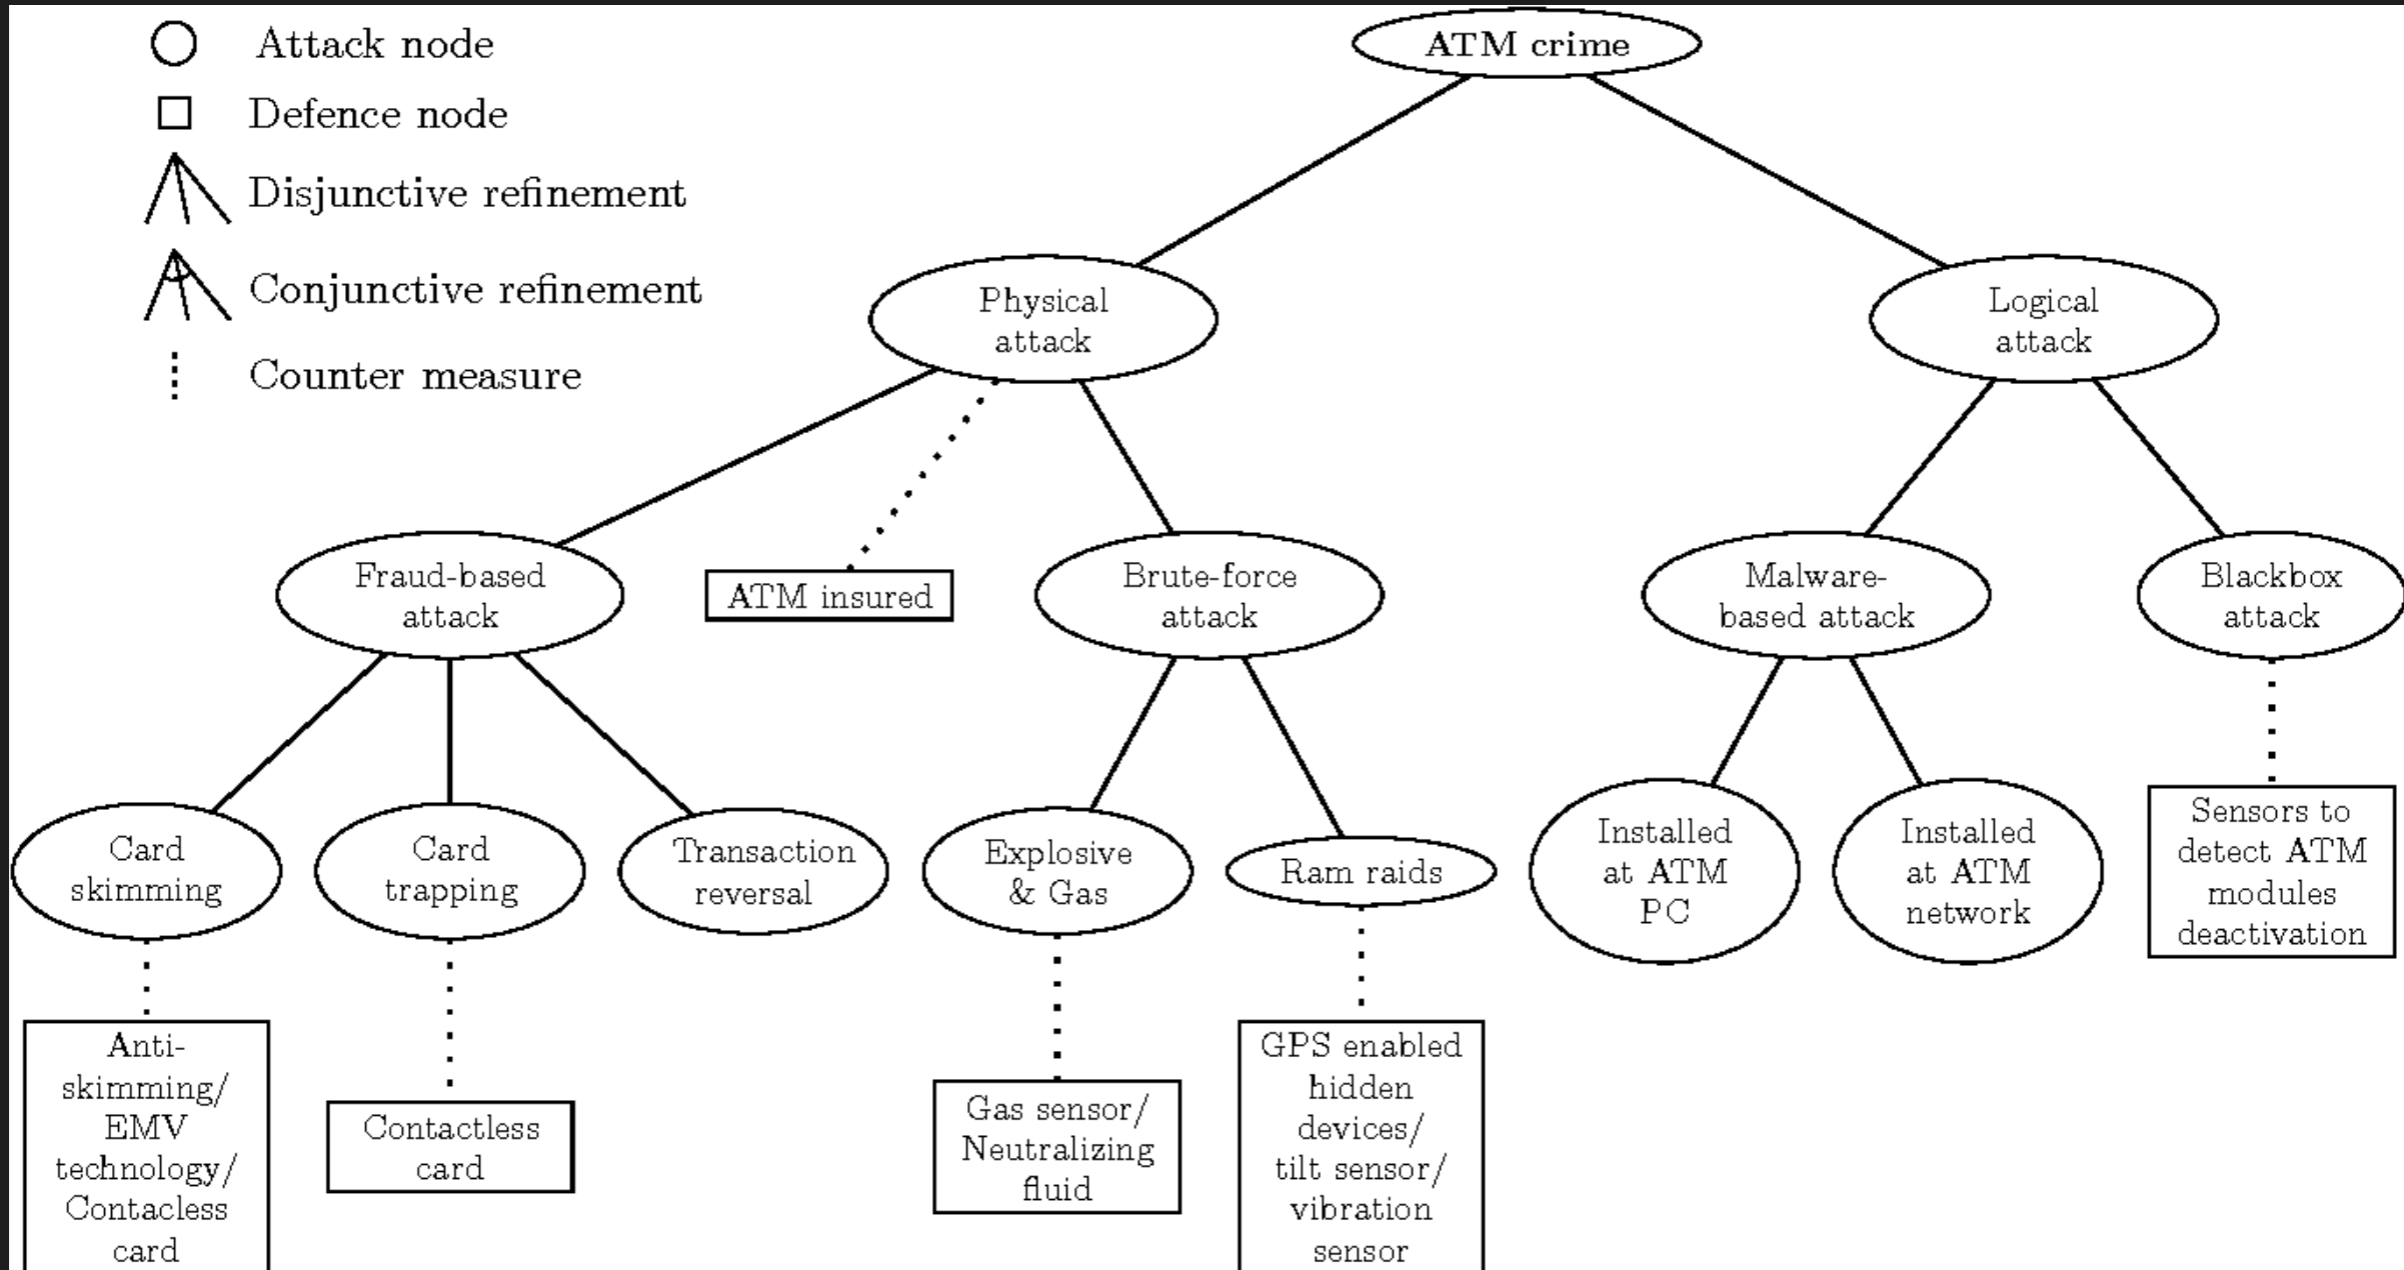 Attack node
Defence node
Disjunctive refinement
Conjunctive refinement
Counter measure
ATM crime
Physical
attack
Logical
attack
Fraud-based
attack
ATM insured
Brute-force
attack
Malware-
based attack
Blackbox
attack
Card
skimming
Card
trapping
Transaction
reversal
Explosive
& Gas
Ram raids
Installed
at ATM
PC
Installed
at ATM
network
Sensors to
detect ATM
modules
deactivation
Anti-
skimming/
EMV
technology/
Contacless
card
Contactless
card
Gas sensor/
Neutralizing
fluid
GPS enabled
hidden
devices/
tilt sensor/
vibration
sensor